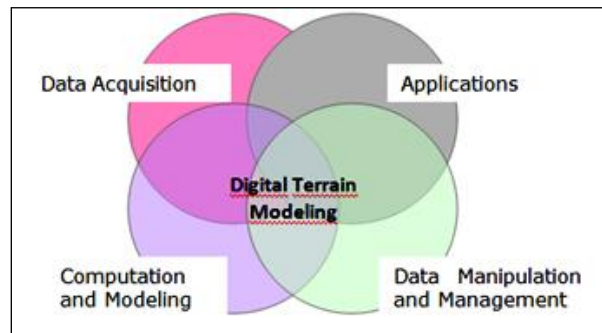 Data Acquisition
Applications
Digital Terrain
Modeling
Computation
and Modeling
Data Manipulation
and Management